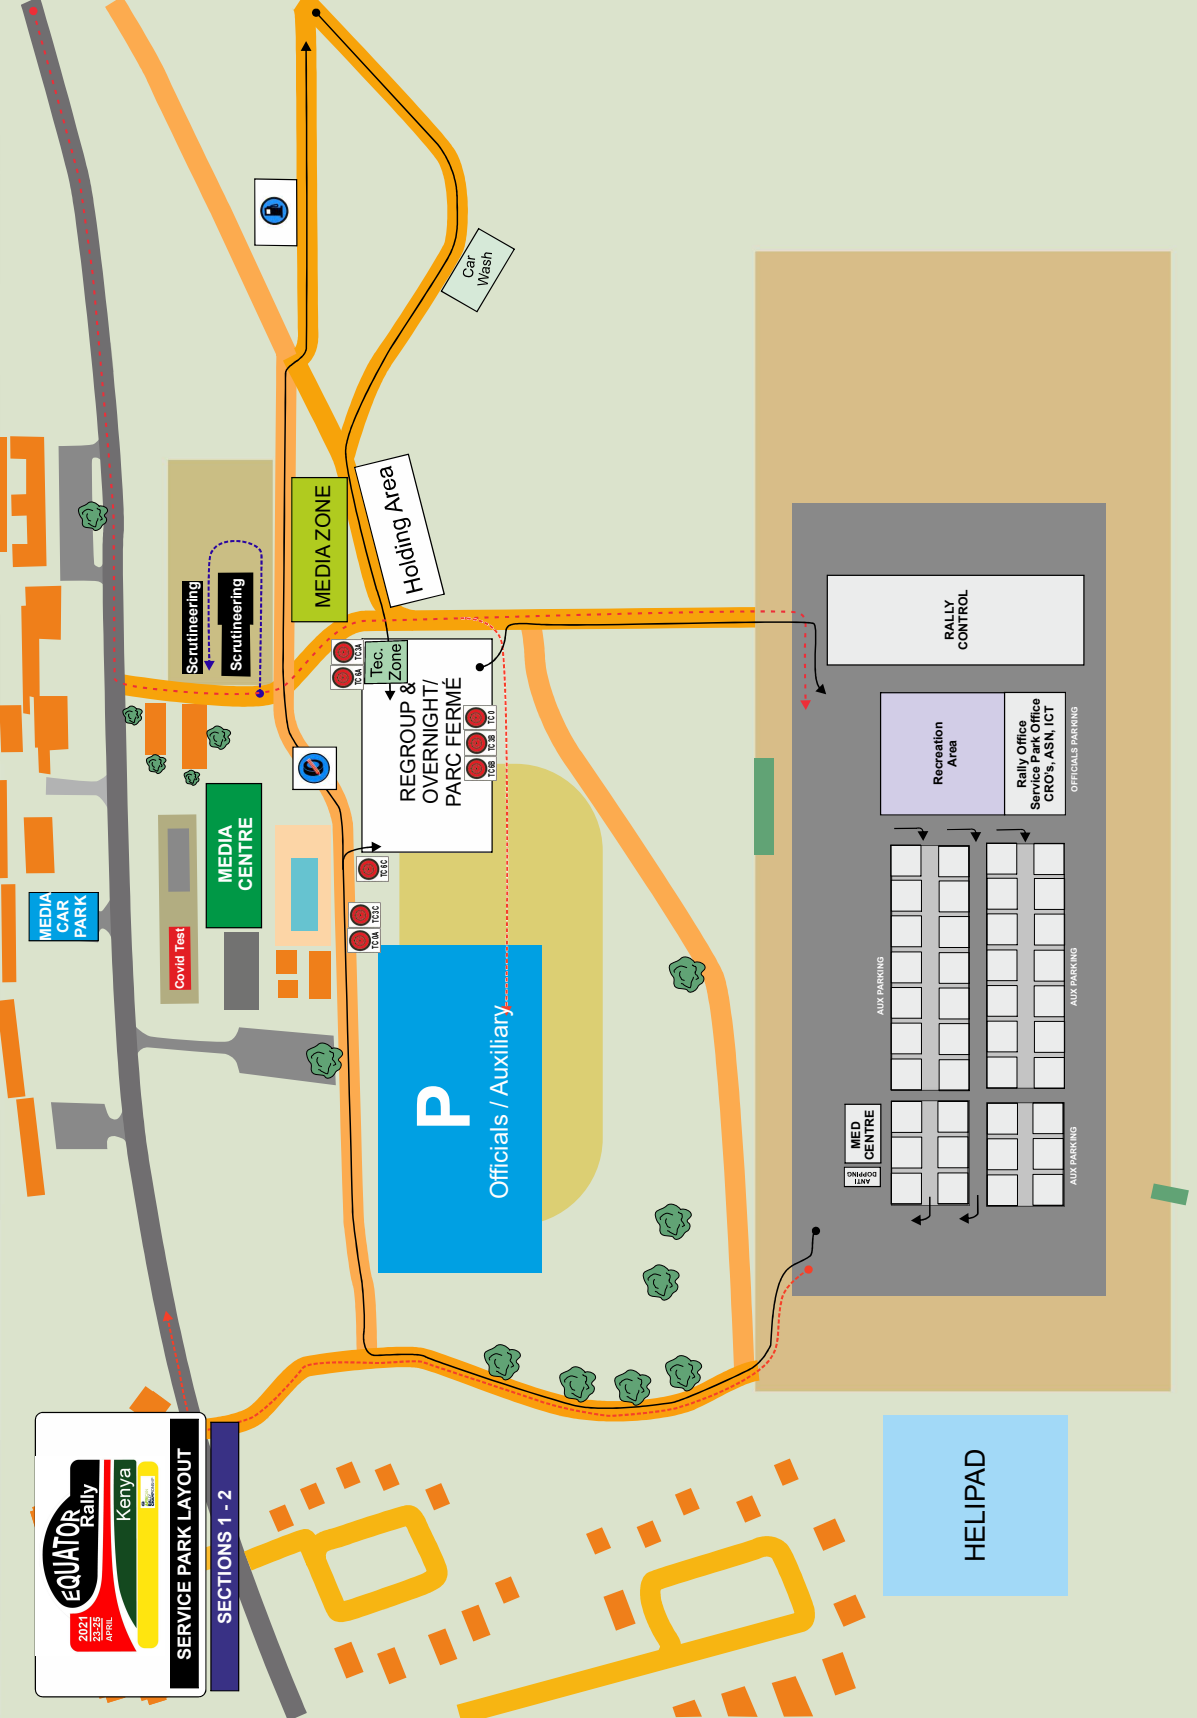 EQUATOR
Rally
Kenya
2021
23-25
APRIL
SERVICE PARK LAYOUT
SECTIONS 1 - 2
MEDIA
CAR
PARK
Covid Test
MEDIA
CENTRE
Scrutineering
Scrutineering
MEDIA ZONE
Holding Area
Car
Wash
Tec.
Zone
REGROUP &
OVERNIGHT/
PARC FERMÉ
TC 3A
TC 6A
TC 0
TC 3B
TC 6B
TC 6C
TC 3C
TC 0A
P
Officials / Auxiliary
RALLY
CONTROL
Recreation
Area
Rally Office
Service Park Office
CRO's, ASN, ICT
OFFICIALS PARKING
AUX PARKING
AUX PARKING
AUX PARKING
MED
CENTRE
ANTI
DOPING
HELIPAD